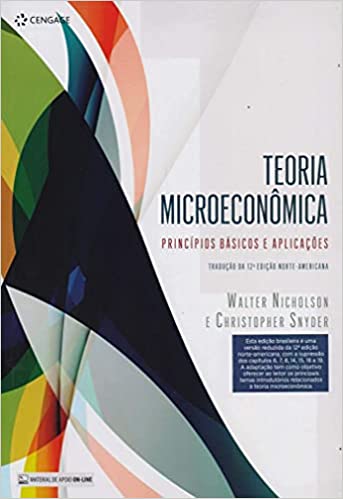 CENGAGE
TEORIA
MICROECONÔMICA
PRINCÍPIOS BÁSICOS E APLICAÇÕES
TRADUÇÃO DA 12ª EDIÇÃO NORTE-AMERICANA
WALTER NICHOLSON
E CHRISTOPHER SNYDER
Esta edição brasileira é uma
versão reduzida da 12ª edição
norte-americana, com a supressão
dos capítulos 6, 7, 8, 14, 15, 18 e 19.
A adaptação tem como objetivo
oferecer ao leitor os principais
temas introdutórios relacionados
à teoria microeconômica.
MATERIAL DE APOIO ON-LINE